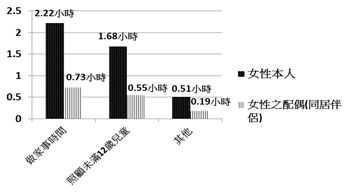 2.5
2
1.5
1
0.5
0
2.22小時
0.73小時
1.68小時
0.55小時
0.51小時
0.19小時
做家事時間
照顧未滿12歲兒童
其他
女性本人
女性之配偶(同居伴
侶)